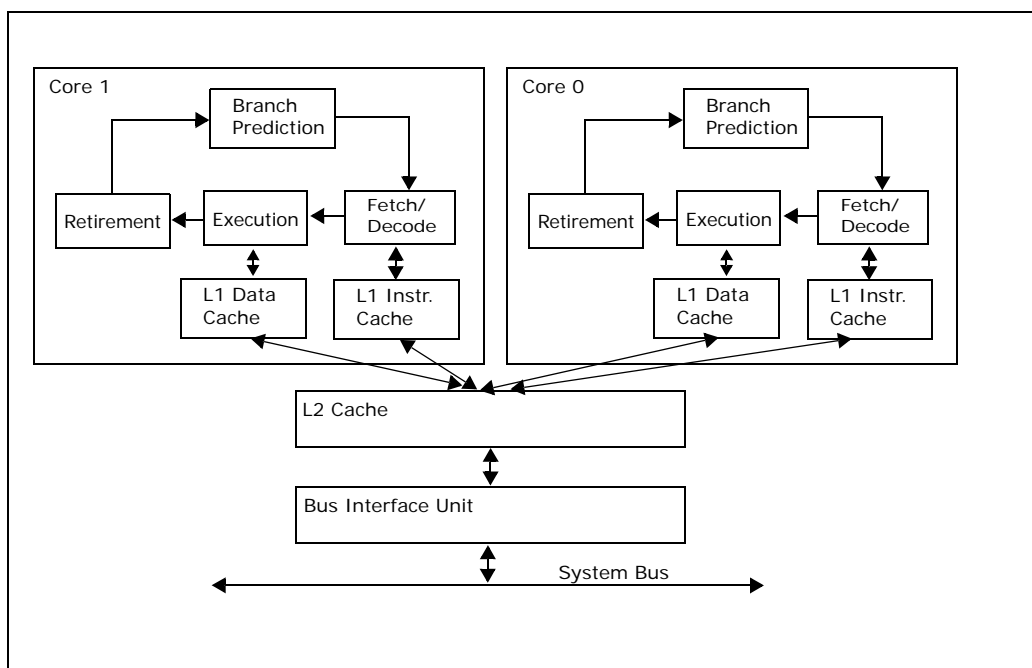 Core 1
Branch
Prediction
Retirement
Execution
Fetch/
Decode
L1 Data
Cache
L1 Instr.
Cache
Core 0
Branch
Prediction
Retirement
Execution
Fetch/
Decode
L1 Data
Cache
L1 Instr.
Cache
L2 Cache
Bus Interface Unit
System Bus